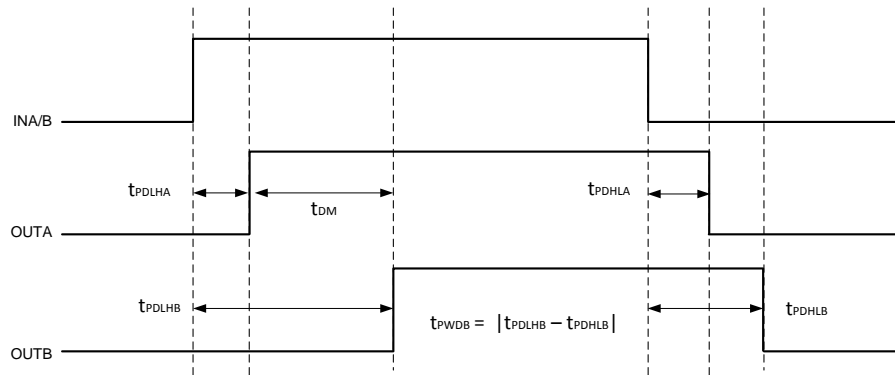 INA/B
tPDLHA
tDM
tPDHLA
OUTA
tPDLHB
tPWDB = |tPDLHB – tPDHLB|
tPDHLB
OUTB